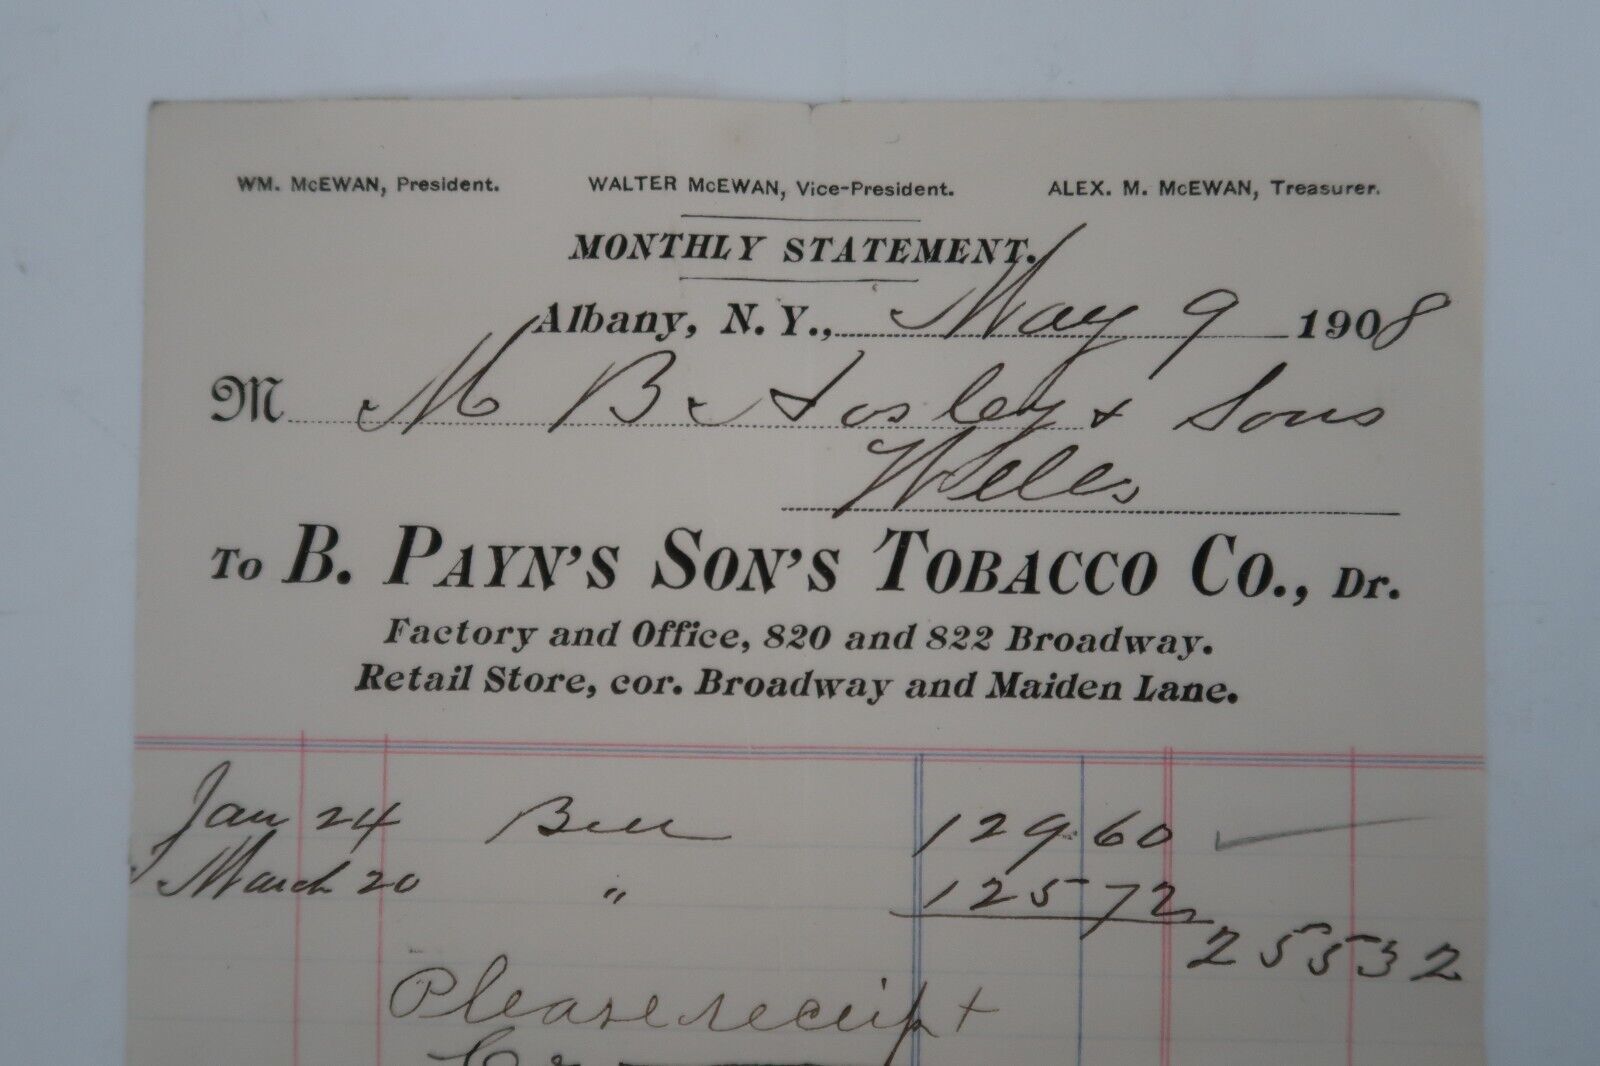 WM. McEWAN, President. WALTER McEWAN, Vice-President. ALEX. M. McEWAN, Treasurer.
MONTHLY STATEMENT.
Albany, N. Y., May 9 1908
M M B Hosley & Sons
Wells
To B. PAYN'S SON'S TOBACCO CO., Dr.
Factory and Office, 820 and 822 Broadway.
Retail Store, cor. Broadway and Maiden Lane.
Jan 24 Bill 129 60
March 20 " 125 72
255 32
Please receipt